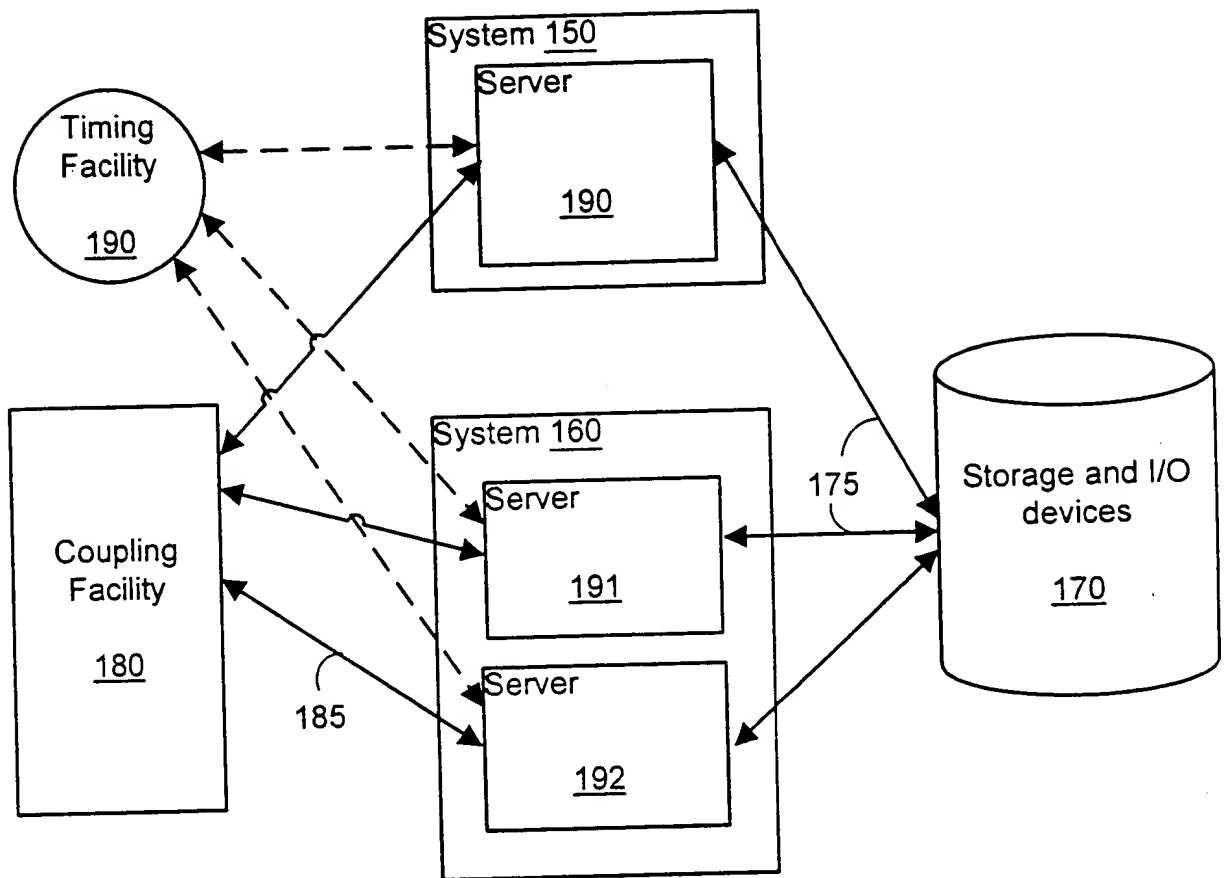 System 150
Server
190
Timing
Facility
190
System 160
Server
191
Server
192
Coupling
Facility
180
185
175
Storage and I/O
devices
170